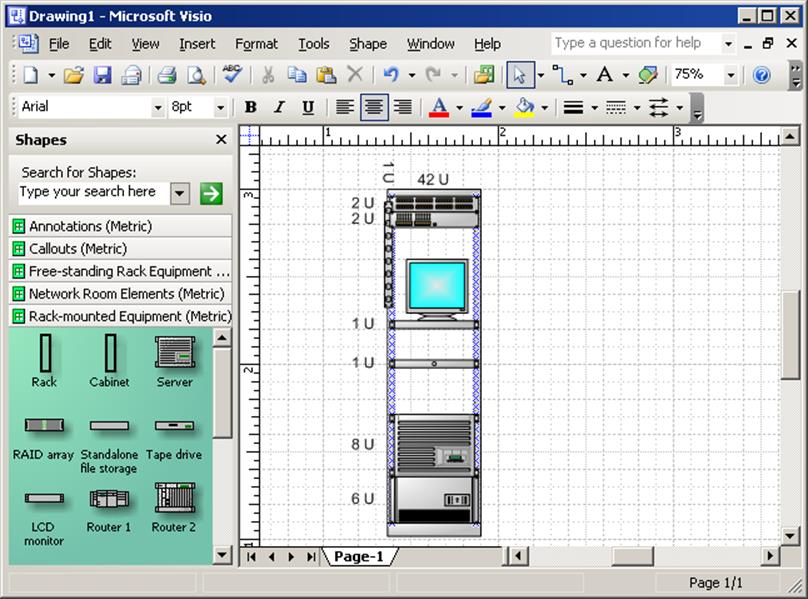 Drawing1 - Microsoft Visio
File Edit View Insert Format Tools Shape Window Help Type a question for help
ABC A 75%
Arial 8pt B I U A
Shapes
Search for Shapes:
Type your search here
Annotations (Metric)
Callouts (Metric)
Free-standing Rack Equipment ...
Network Room Elements (Metric)
Rack-mounted Equipment (Metric)
Rack Cabinet Server
RAID array Standalone file storage Tape drive
LCD monitor Router 1 Router 2
1 2 3
3
2
1
1 U
42 U
2 U
2 U
1 U
1 U
8 U
6 U
Page-1
Page 1/1